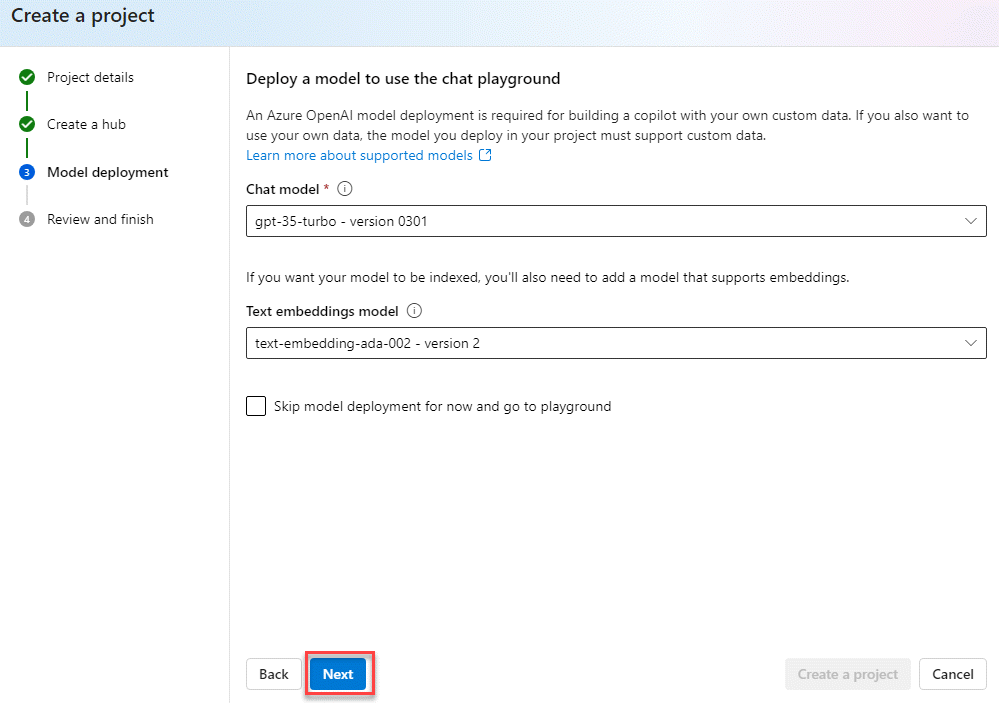 Create a project
Project details
Create a hub
3 Model deployment
4 Review and finish
Deploy a model to use the chat playground
An Azure OpenAI model deployment is required for building a copilot with your own custom data. If you also want to
use your own data, the model you deploy in your project must support custom data.
Learn more about supported models
Chat model *
gpt-35-turbo - version 0301
If you want your model to be indexed, you'll also need to add a model that supports embeddings.
Text embeddings model
text-embedding-ada-002 - version 2
Skip model deployment for now and go to playground
Back
Next
Create a project
Cancel